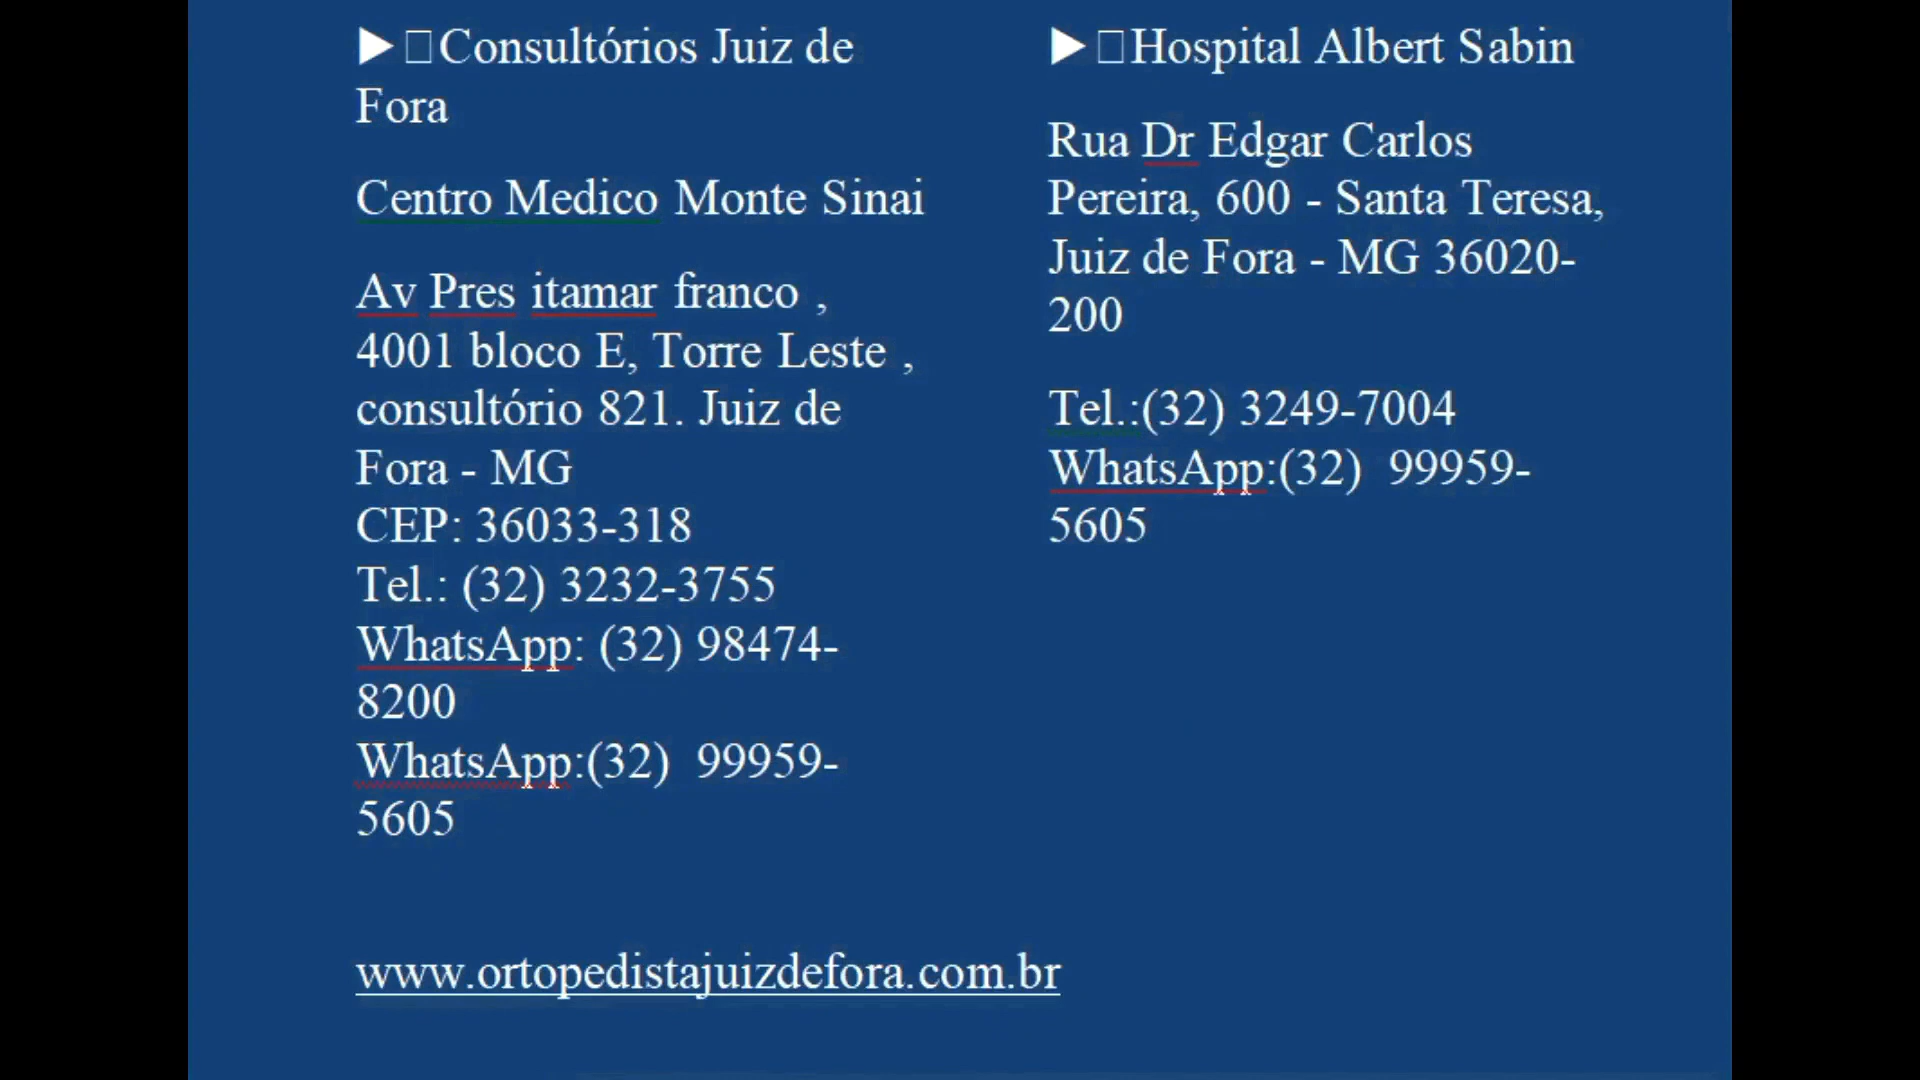 ▶□Consultórios Juiz de
Fora
Centro Medico Monte Sinai
Av Pres itamar franco ,
4001 bloco E, Torre Leste ,
consultório 821. Juiz de
Fora - MG
CEP: 36033-318
Tel.: (32) 3232-3755
WhatsApp: (32) 98474-
8200
WhatsApp:(32)  99959-
5605
▶□Hospital Albert Sabin
Rua Dr Edgar Carlos
Pereira, 600 - Santa Teresa,
Juiz de Fora - MG 36020-
200
Tel.:(32) 3249-7004
WhatsApp:(32)  99959-
5605
www.ortopedistajuizdefora.com.br